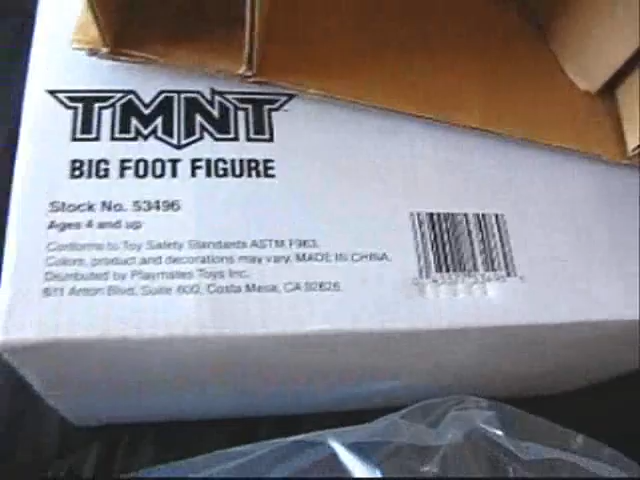 TMNT
BIG FOOT FIGURE
Stock No. 53496
Ages 4 and up
Conforms to Toy Safety Standards ASTM F963.
Colors, product and decorations may vary. MADE IN CHINA.
Distributed by Playmates Toys Inc.
611 Anton Blvd, Suite 600, Costa Mesa, CA 92626